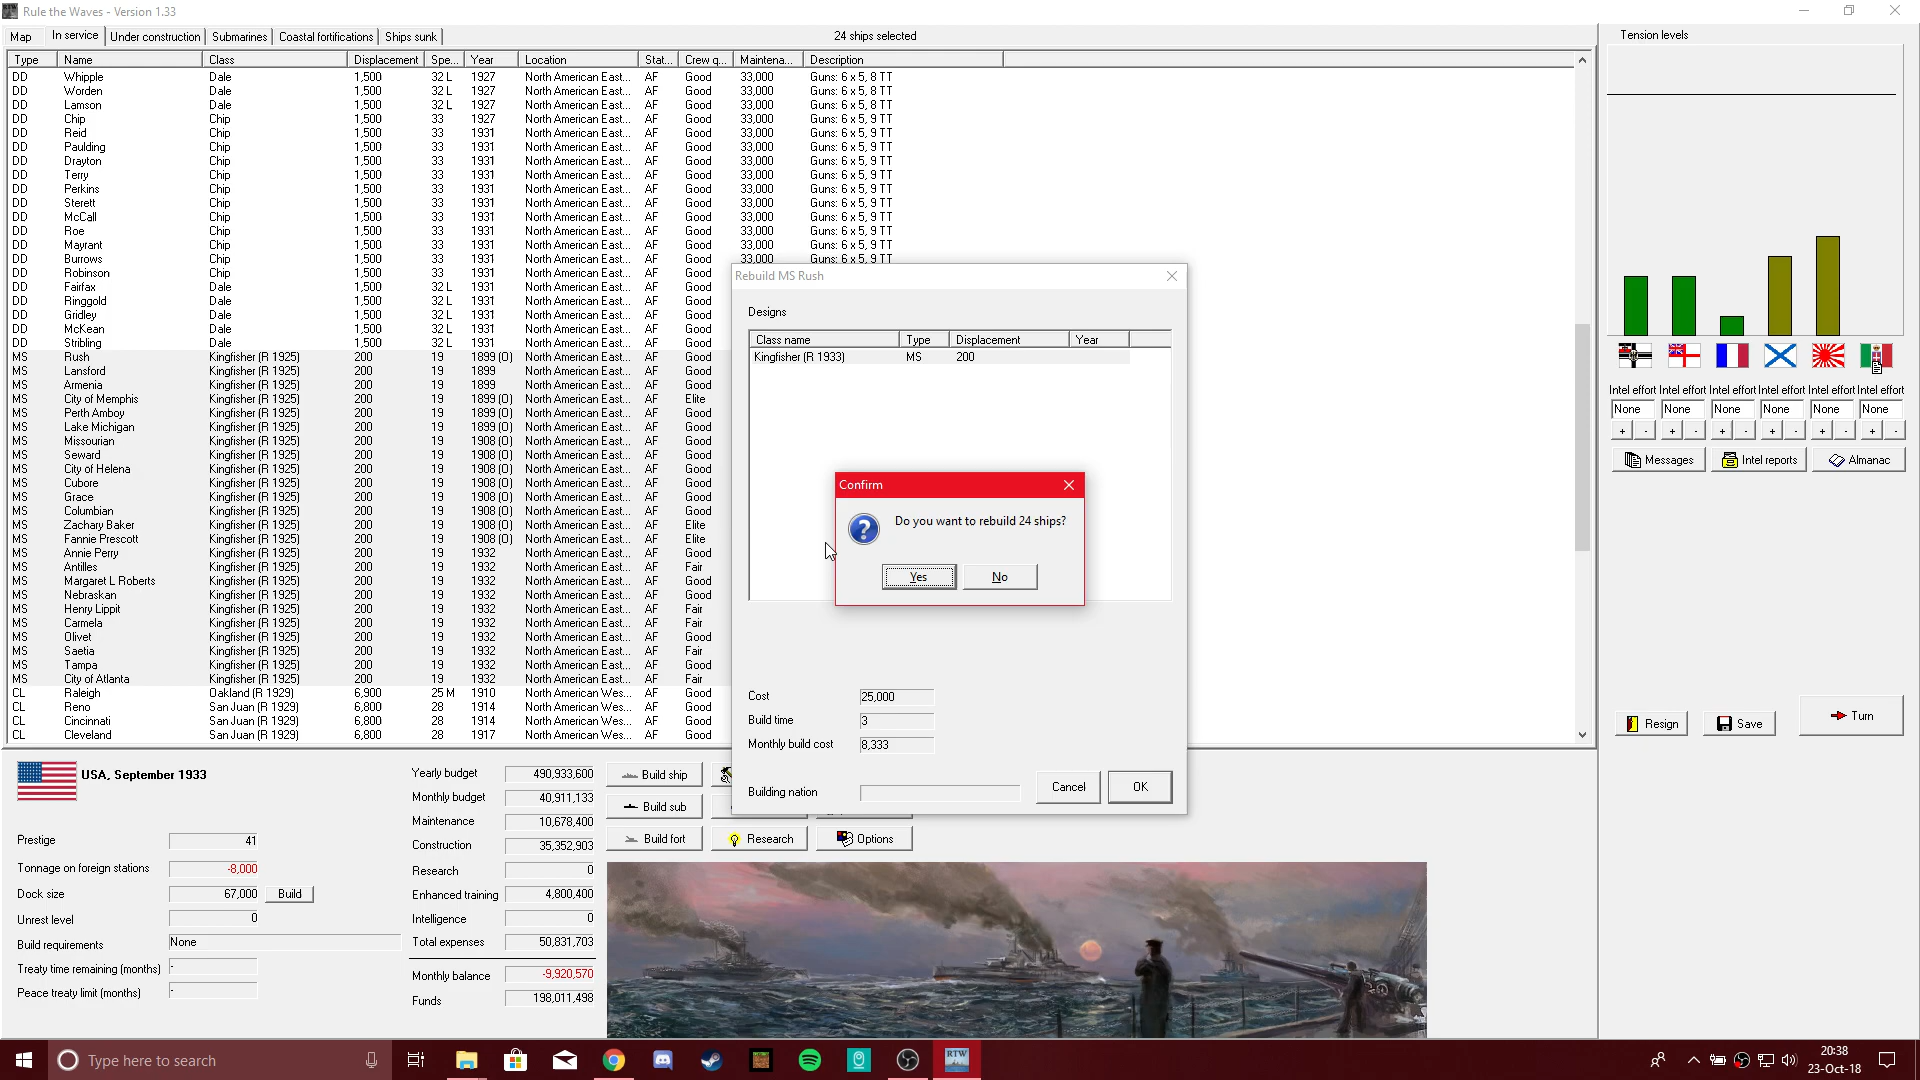 Rule the Waves - Version 1.33
Map In service Under construction Submarines Coastal fortifications Ships sunk 24 ships selected
Type Name Class Displacement Spe... Year Location Stat... Crew q... Maintena... Description
DD Whipple Dale 1,500 32 L 1927 North American East... AF Good 33,000 Guns: 6 x 5, 8 TT
DD Worden Dale 1,500 32 L 1927 North American East... AF Good 33,000 Guns: 6 x 5, 8 TT
DD Lamson Dale 1,500 32 L 1927 North American East... AF Good 33,000 Guns: 6 x 5, 8 TT
DD Chip Chip 1,500 33 1927 North American East... AF Good 33,000 Guns: 6 x 5, 9 TT
DD Reid Chip 1,500 33 1931 North American East... AF Good 33,000 Guns: 6 x 5, 9 TT
DD Paulding Chip 1,500 33 1931 North American East... AF Good 33,000 Guns: 6 x 5, 9 TT
DD Drayton Chip 1,500 33 1931 North American East... AF Good 33,000 Guns: 6 x 5, 9 TT
DD Terry Chip 1,500 33 1931 North American East... AF Good 33,000 Guns: 6 x 5, 9 TT
DD Perkins Chip 1,500 33 1931 North American East... AF Good 33,000 Guns: 6 x 5, 9 TT
DD Sterett Chip 1,500 33 1931 North American East... AF Good 33,000 Guns: 6 x 5, 9 TT
DD McCall Chip 1,500 33 1931 North American East... AF Good 33,000 Guns: 6 x 5, 9 TT
DD Roe Chip 1,500 33 1931 North American East... AF Good 33,000 Guns: 6 x 5, 9 TT
DD Mayrant Chip 1,500 33 1931 North American East... AF Good 33,000 Guns: 6 x 5, 9 TT
DD Burrows Chip 1,500 33 1931 North American East... AF Good 33,000 Guns: 6 x 5, 9 TT
DD Robinson Chip 1,500 33 1931 North American East... AF Good
DD Fairfax Dale 1,500 32 L 1931 North American East... AF Good
DD Ringgold Dale 1,500 32 L 1931 North American East... AF Good
DD Gridley Dale 1,500 32 L 1931 North American East... AF Good
DD McKean Dale 1,500 32 L 1931 North American East... AF Good
DD Stribling Dale 1,500 32 L 1931 North American East... AF Good
MS Rush Kingfisher (R 1925) 200 19 1899 (O) North American East... AF Good
MS Lansford Kingfisher (R 1925) 200 19 1899 North American East... AF Good
MS Armenia Kingfisher (R 1925) 200 19 1899 North American East... AF Good
MS City of Memphis Kingfisher (R 1925) 200 19 1899 (O) North American East... AF Elite
MS Perth Amboy Kingfisher (R 1925) 200 19 1899 (O) North American East... AF Good
MS Lake Michigan Kingfisher (R 1925) 200 19 1899 (O) North American East... AF Good
MS Missourian Kingfisher (R 1925) 200 19 1908 (O) North American East... AF Good
MS Seward Kingfisher (R 1925) 200 19 1908 (O) North American East... AF Good
MS City of Helena Kingfisher (R 1925) 200 19 1908 (O) North American East... AF Good
MS Cubore Kingfisher (R 1925) 200 19 1908 (O) North American East... AF Good
MS Grace Kingfisher (R 1925) 200 19 1908 (O) North American East... AF Good
MS Columbian Kingfisher (R 1925) 200 19 1908 (O) North American East... AF Good
MS Zachary Baker Kingfisher (R 1925) 200 19 1908 (O) North American East... AF Elite
MS Fannie Prescott Kingfisher (R 1925) 200 19 1908 (O) North American East... AF Elite
MS Annie Perry Kingfisher (R 1925) 200 19 1932 North American East... AF Good
MS Antilles Kingfisher (R 1925) 200 19 1932 North American East... AF Fair
MS Margaret L Roberts Kingfisher (R 1925) 200 19 1932 North American East... AF Good
MS Nebraskan Kingfisher (R 1925) 200 19 1932 North American East... AF Good
MS Henry Lippit Kingfisher (R 1925) 200 19 1932 North American East... AF Fair
MS Carmela Kingfisher (R 1925) 200 19 1932 North American East... AF Fair
MS Olivet Kingfisher (R 1925) 200 19 1932 North American East... AF Good
MS Saetia Kingfisher (R 1925) 200 19 1932 North American East... AF Fair
MS Tampa Kingfisher (R 1925) 200 19 1932 North American East... AF Good
MS City of Atlanta Kingfisher (R 1925) 200 19 1932 North American East... AF Fair
CL Raleigh Oakland (R 1929) 6,900 25 M 1910 North American Wes... AF Good
CL Reno San Juan (R 1929) 6,800 28 1914 North American Wes... AF Good
CL Cincinnati San Juan (R 1929) 6,800 28 1914 North American Wes... AF Good
CL Cleveland San Juan (R 1929) 6,800 28 1917 North American Wes... AF Good
Rebuild MS Rush
Designs
Class name Type Displacement Year
Kingfisher (R 1933) MS 200
Confirm
Do you want to rebuild 24 ships?
Yes No
Cost 25,000
Build time 3
Monthly build cost 8,333
Building nation
Cancel OK
Tension levels
Intel effort Intel effort Intel effort Intel effort Intel effort Intel effort
None None None None None None
+ - + - + - + - + - + -
Messages Intel reports Almanac
Resign Save Turn
USA, September 1933
Prestige 41
Tonnage on foreign stations -8,000
Dock size 67,000 Build
Unrest level 0
Build requirements None
Treaty time remaining (months) -
Peace treaty limit (months) -
Yearly budget 490,933,600
Monthly budget 40,911,133
Maintenance 10,678,400
Construction 35,352,903
Research 0
Enhanced training 4,800,400
Intelligence 0
Total expenses 50,831,703
Monthly balance -9,920,570
Funds 198,011,498
Build ship
Build sub
Build fort Research Options
Type here to search
RTW
20:38
23-Oct-18